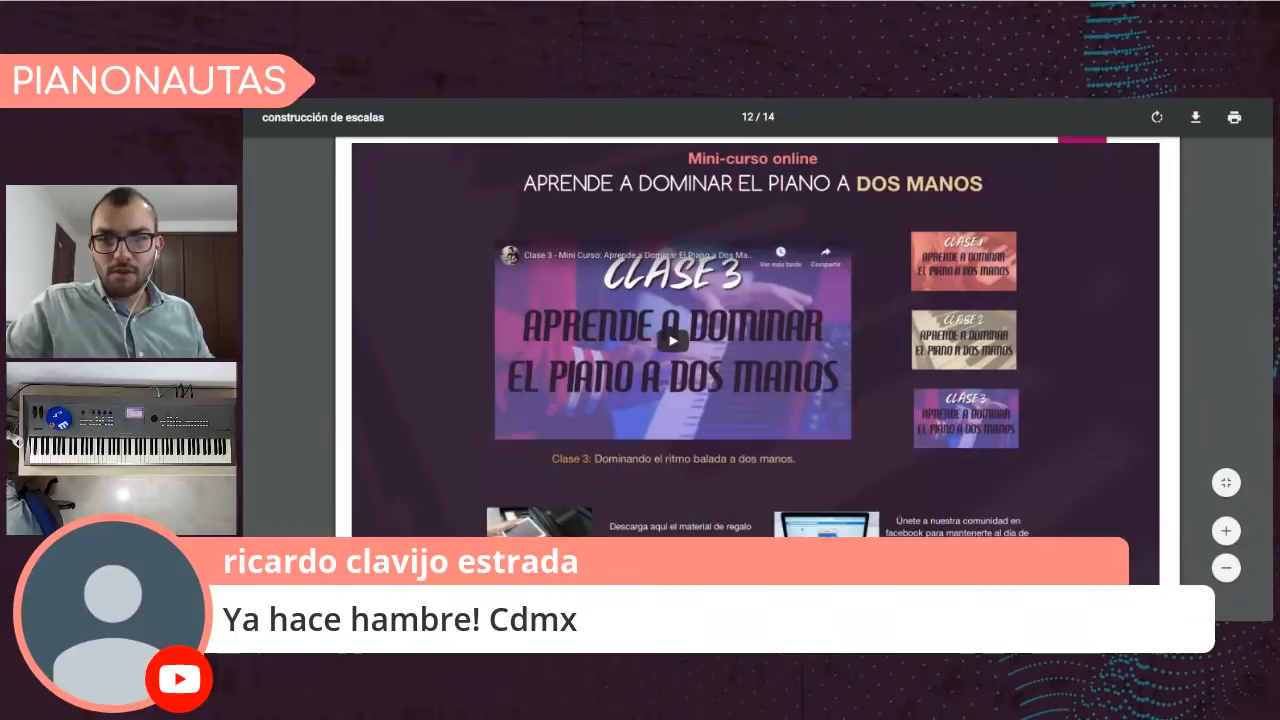 PIANONAUTAS
construcción de escalas
12 / 14
Mini-curso online
APRENDE A DOMINAR EL PIANO A DOS MANOS
Clase 3 - Mini Curso: Aprende a Dominar El Piano a Dos Ma...
Ver más tarde
Compartir
CLASE 3
APRENDE A DOMINAR
EL PIANO A DOS MANOS
CLASE 1
APRENDE A DOMINAR
EL PIANO A DOS MANOS
CLASE 2
APRENDE A DOMINAR
EL PIANO A DOS MANOS
CLASE 3
APRENDE A DOMINAR
EL PIANO A DOS MANOS
Clase 3: Dominando el ritmo balada a dos manos.
Descarga aqui el material de regalo
Únete a nuestra comunidad en
facebook para mantenerte al día de
ricardo clavijo estrada
Ya hace hambre! Cdmx